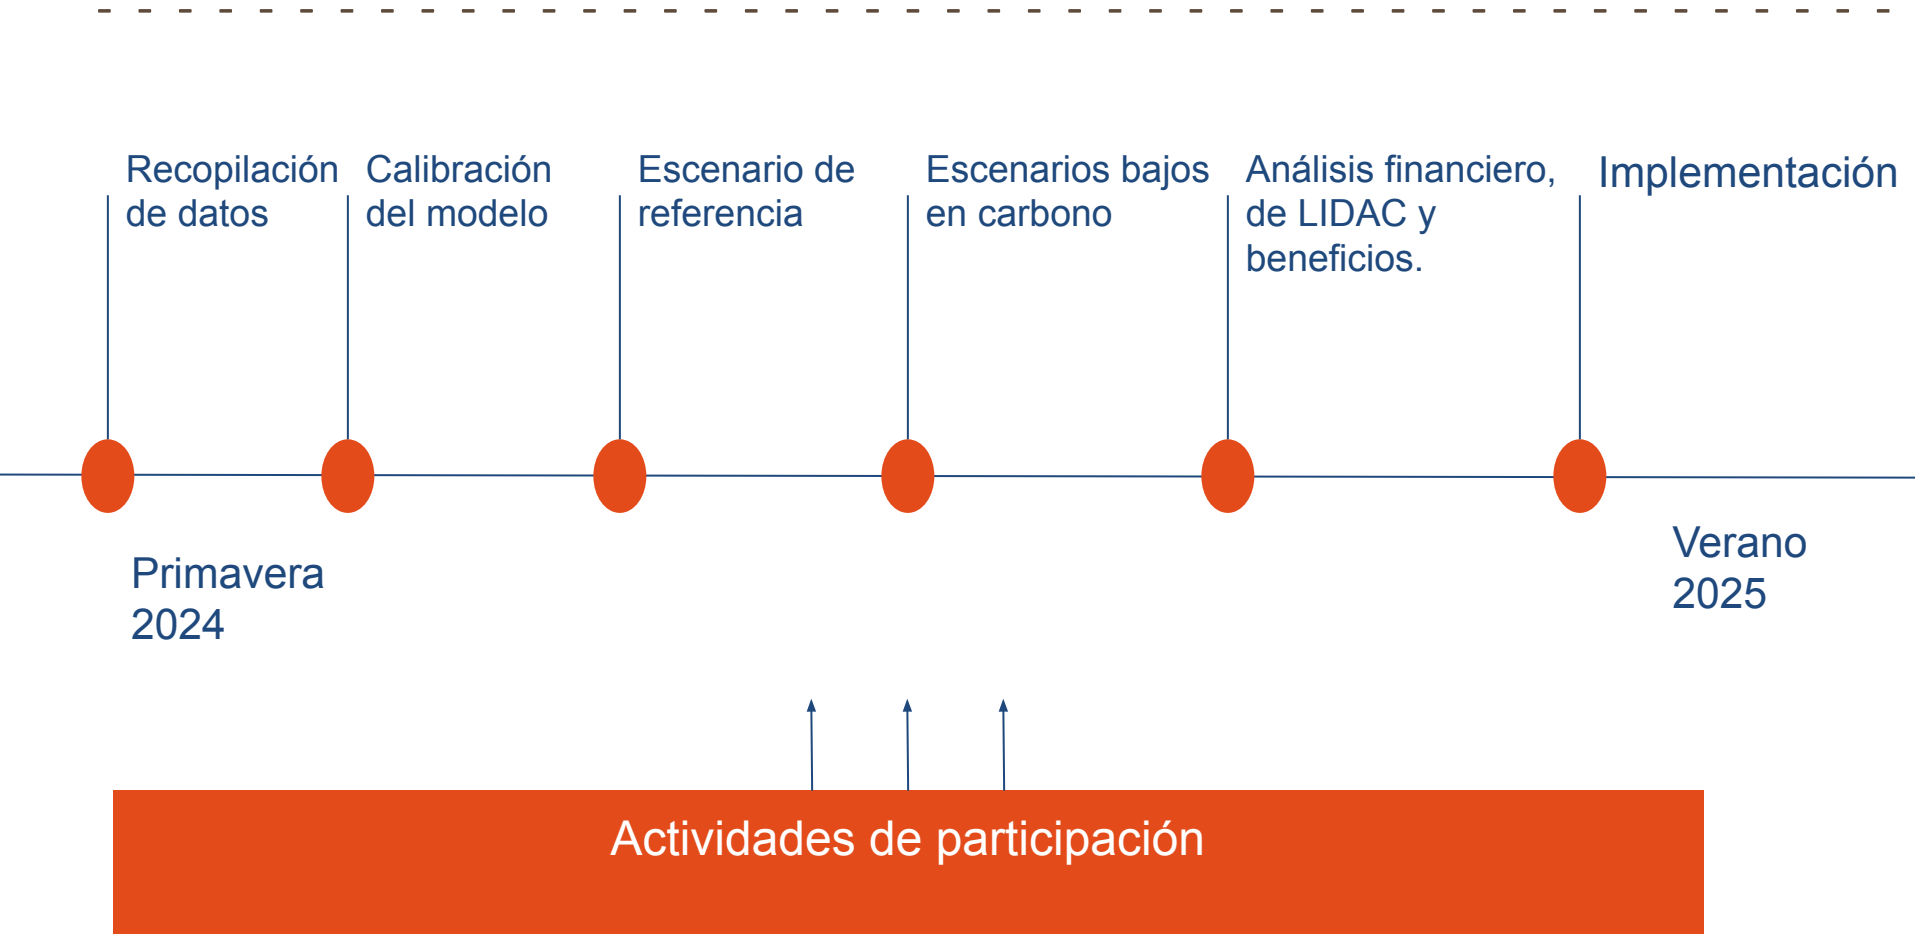 Recopilación
de datos
Calibración
del modelo
Escenario de
referencia
Escenarios bajos
en carbono
Análisis financiero,
de LIDAC y
beneficios.
Implementación
Primavera
2024
Verano
2025
Actividades de participación